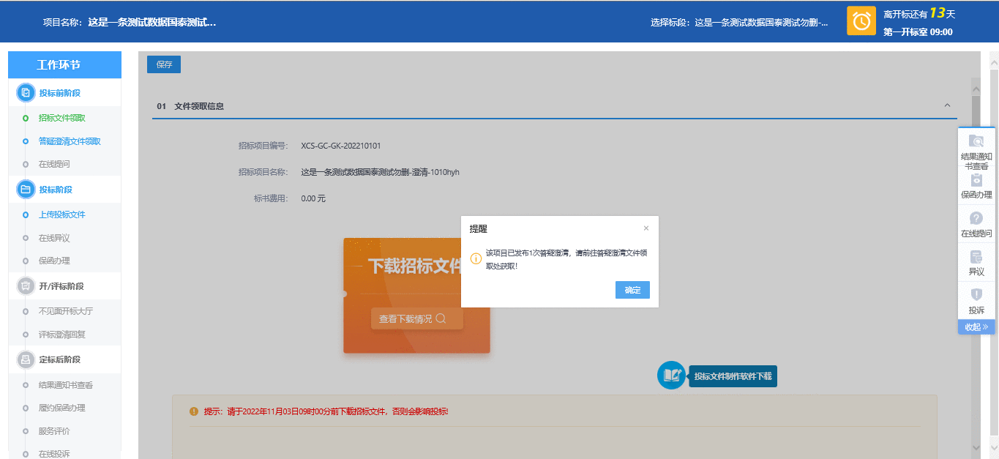 项目名称：这是一条测试数据国泰测试...
选择标段：这是一条测试数据国泰测试勿删-...
离开标还有13天
第一开标室 09:00
工作环节
投标前阶段
招标文件领取
答疑澄清文件领取
在线提问
投标阶段
上传投标文件
在线异议
保函办理
开/评标阶段
不见面开标大厅
评标澄清回复
定标后阶段
结果通知书查看
履约保函办理
服务评价
在线投诉
保存
01 文件领取信息
招标项目编号： XCS-GC-GK-202210101
招标项目名称： 这是一条测试数据国泰测试勿删-澄清-1010hyh
标书费用： 0.00 元
下载招标文件
查看下载情况
提醒
×
该项目已发布1次答疑澄清，请前往答疑澄清文件领
取处获取！
确定
投标文件制作软件下载
提示：请于2022年11月03日09时00分前下载招标文件，否则会影响投标!
结果通知
书查看
保函办理
在线提问
异议
投诉
收起 »